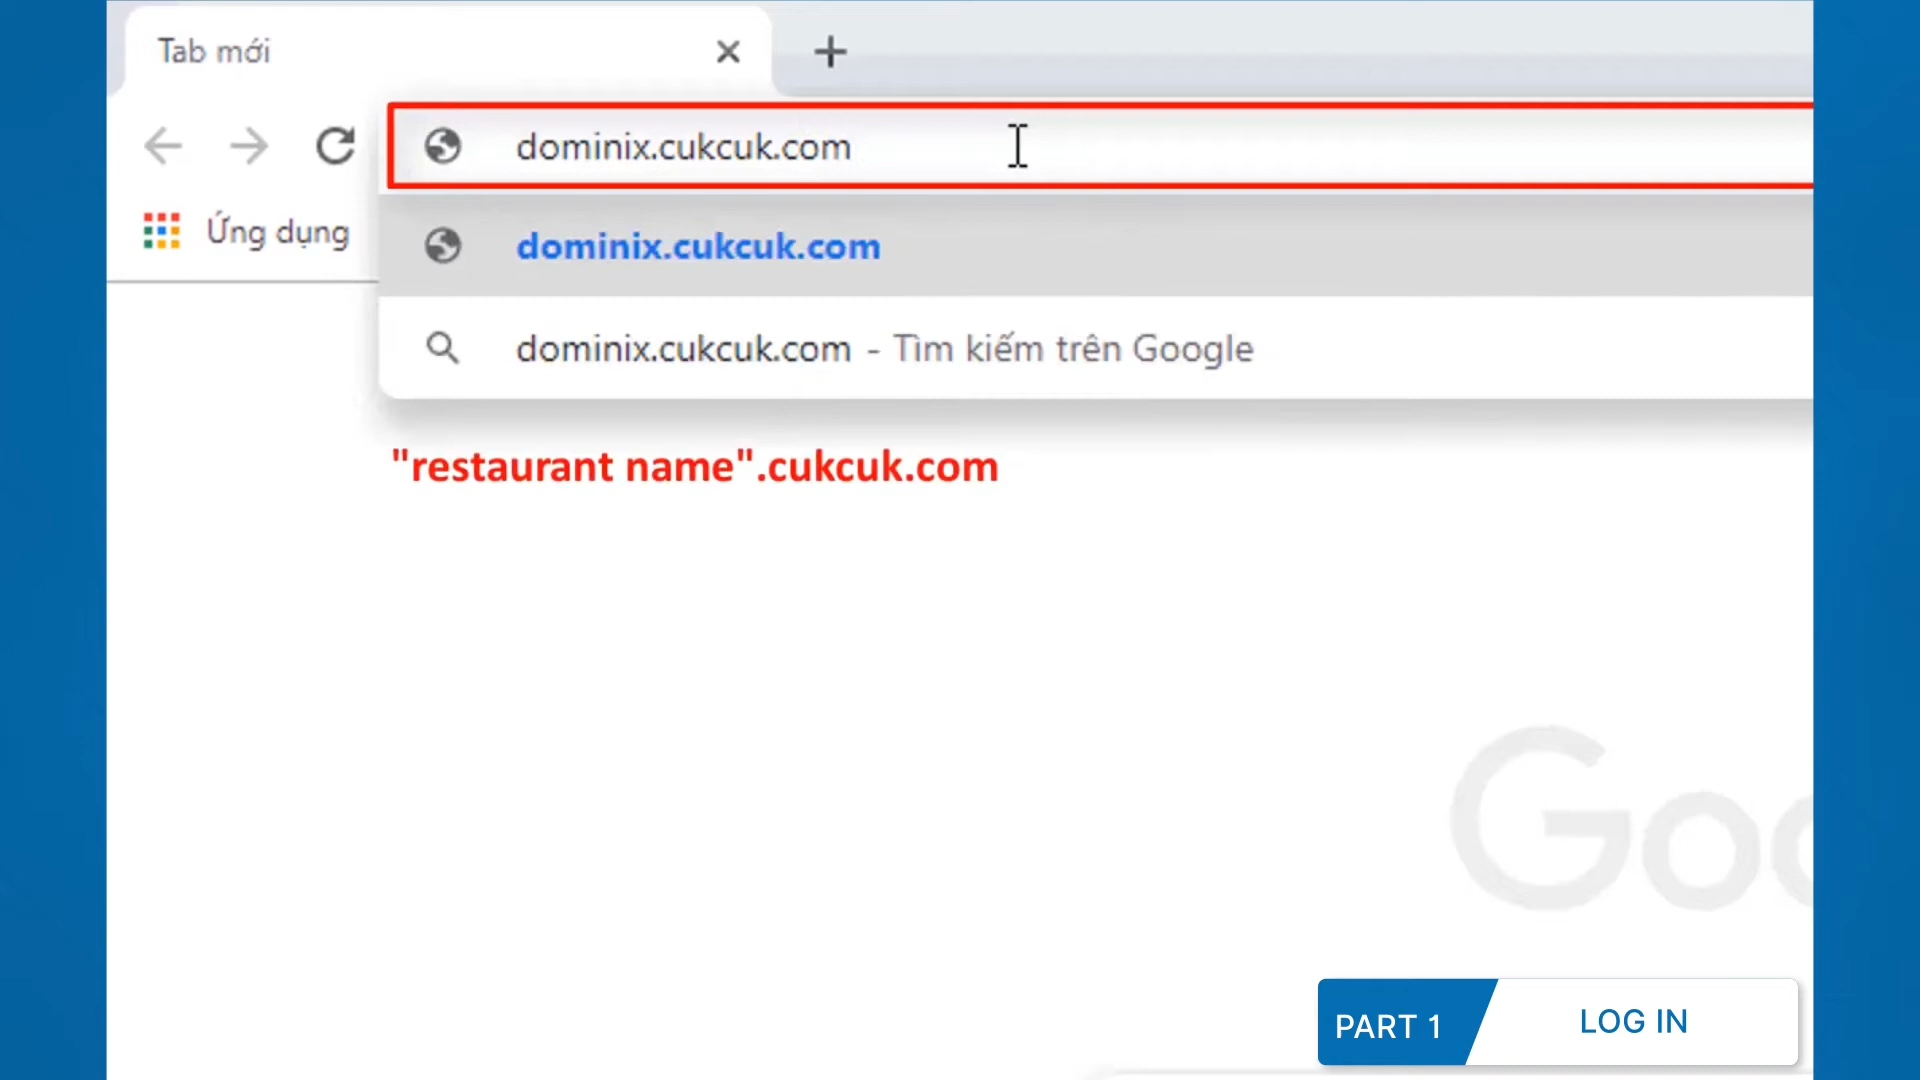 Tab mới
dominix.cukcuk.com
Ứng dụng
dominix.cukcuk.com
dominix.cukcuk.com - Tìm kiếm trên Google
"restaurant name".cukcuk.com
Goo
PART 1
LOG IN